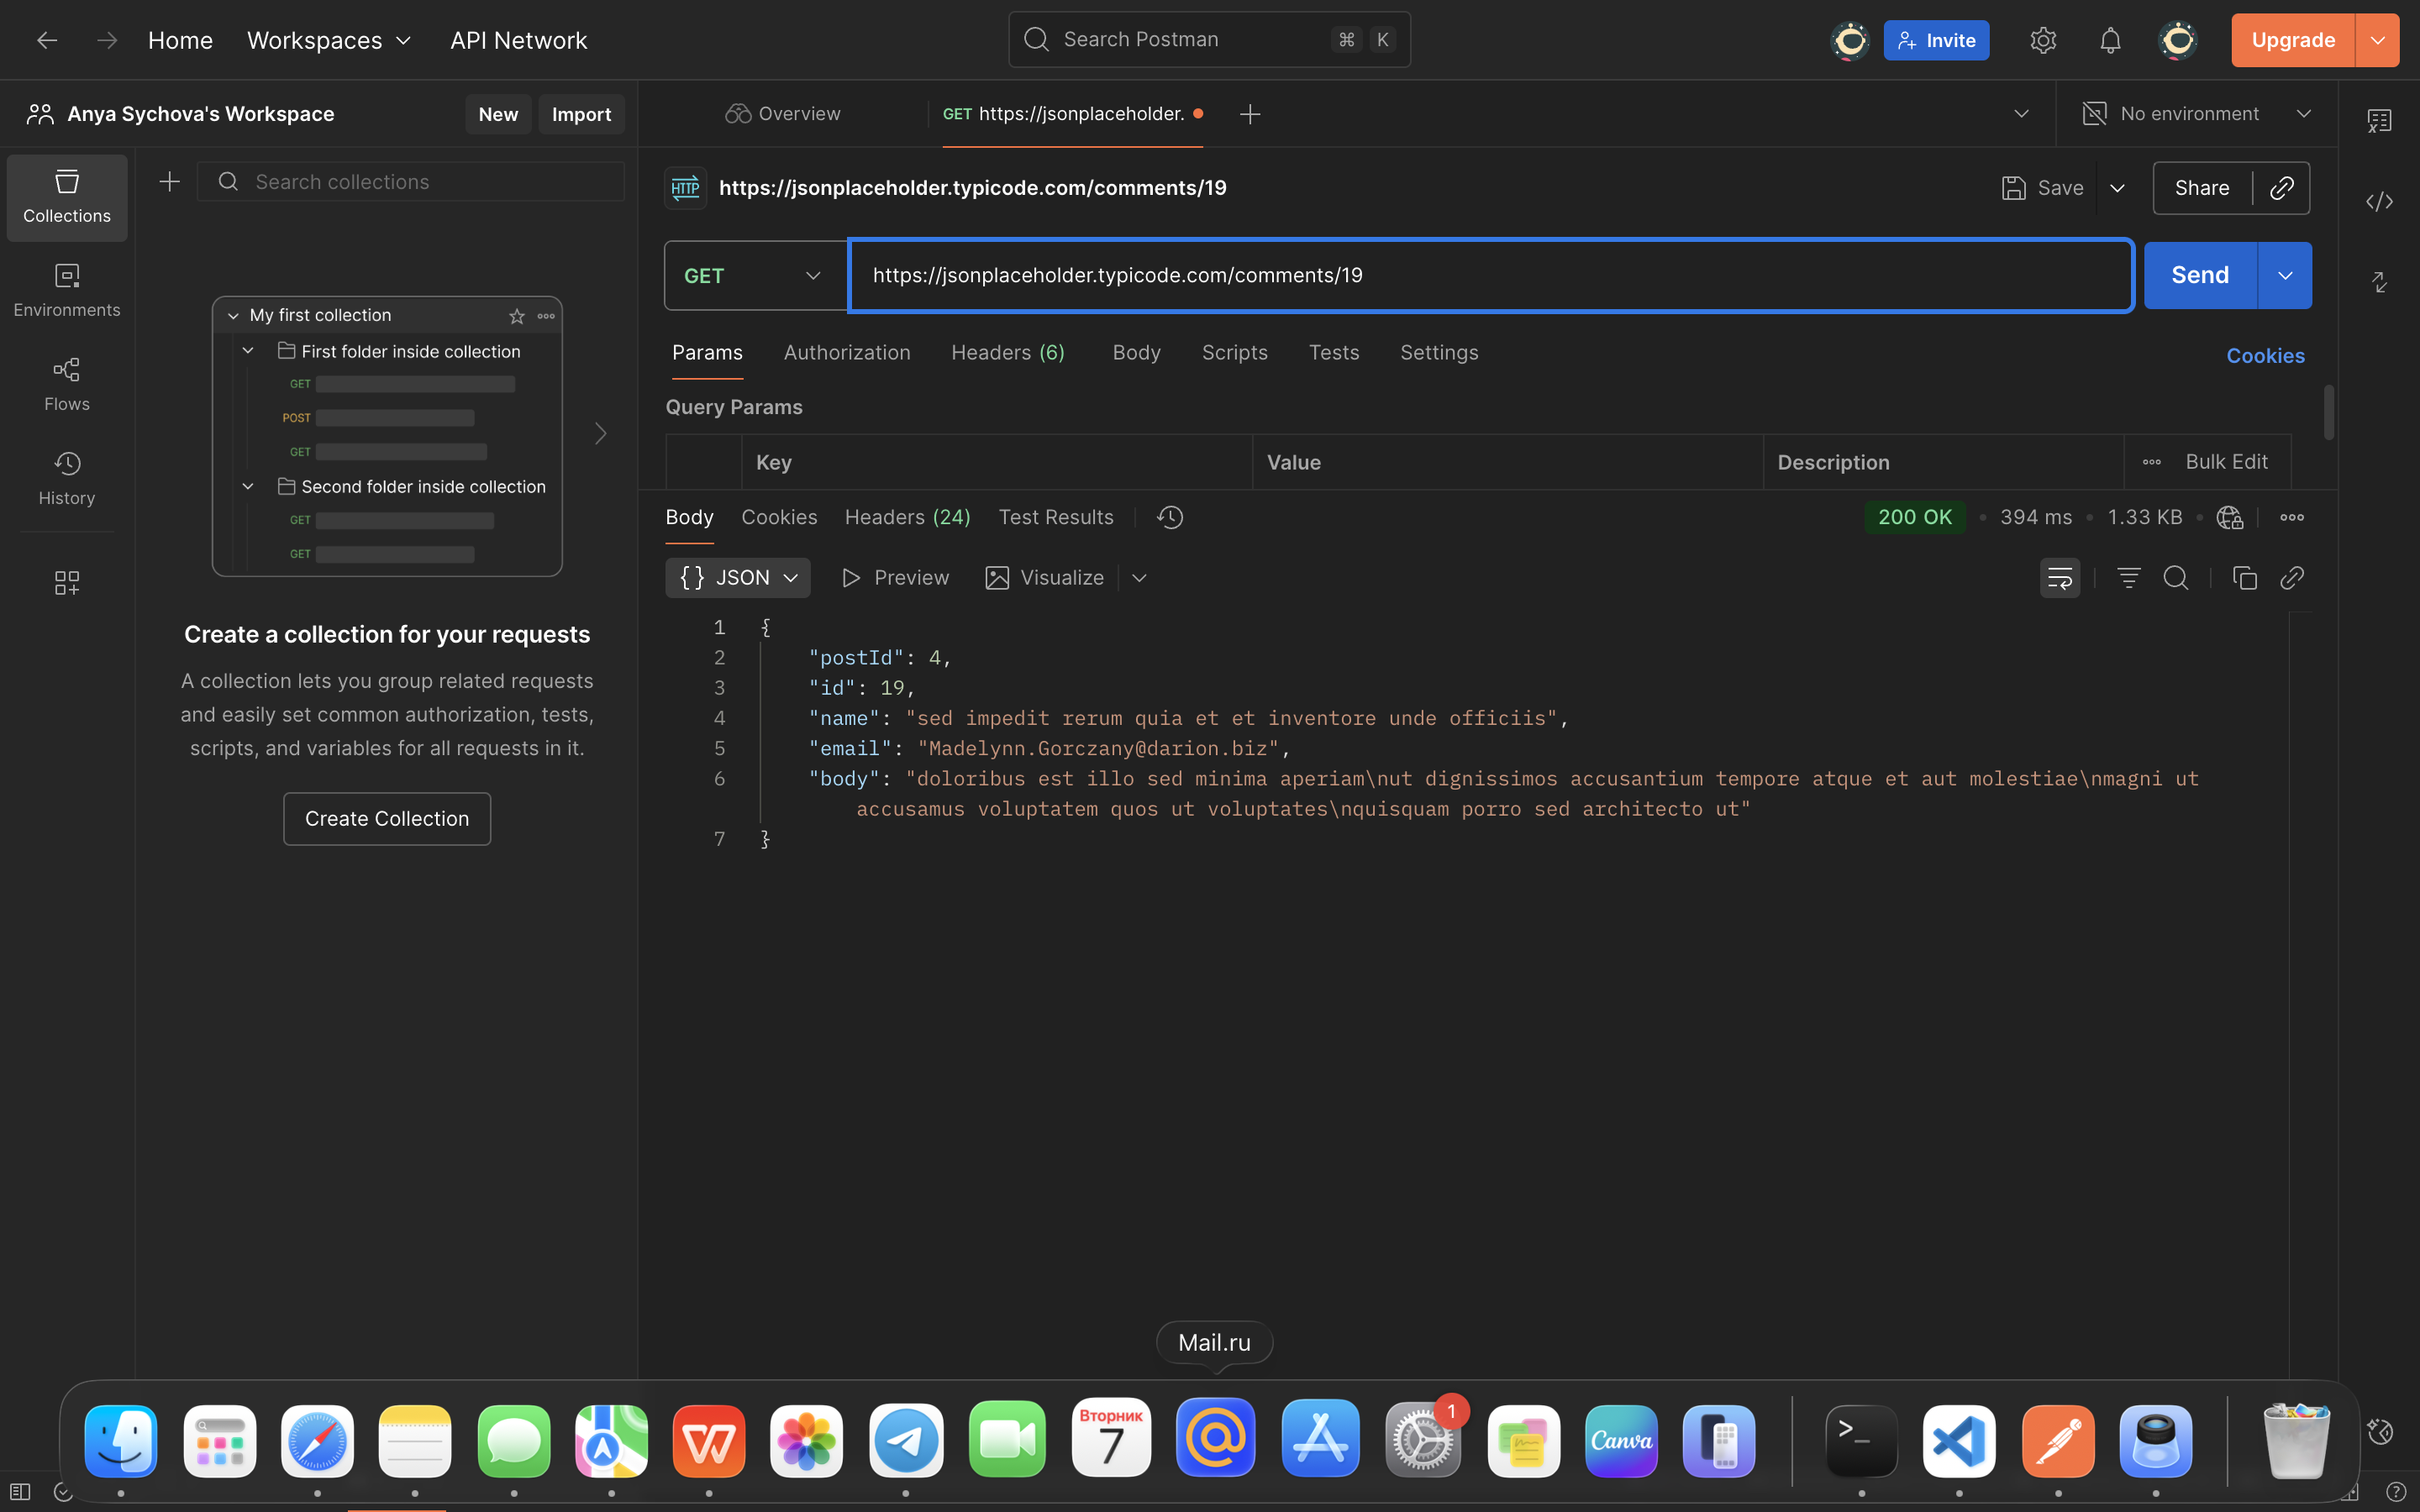 Home Workspaces API Network Search Postman ⌘ K Invite Upgrade
Anya Sychova's Workspace New Import Overview GET https://jsonplaceholder. No environment
Collections
Environments
Flows
History
Search collections
My first collection
First folder inside collection
GET
POST
GET
Second folder inside collection
GET
GET
Create a collection for your requests
A collection lets you group related requests
and easily set common authorization, tests,
scripts, and variables for all requests in it.
Create Collection
HTTP https://jsonplaceholder.typicode.com/comments/19 Save Share
GET https://jsonplaceholder.typicode.com/comments/19 Send
Params Authorization Headers (6) Body Scripts Tests Settings Cookies
Query Params
Key Value Description Bulk Edit
Body Cookies Headers (24) Test Results 200 OK • 394 ms • 1.33 KB
{} JSON Preview Visualize
1 {
2 "postId": 4,
3 "id": 19,
4 "name": "sed impedit rerum quia et et inventore unde officiis",
5 "email": "Madelynn.Gorczany@darion.biz",
6 "body": "doloribus est illo sed minima aperiam\nut dignissimos accusantium tempore atque et aut molestiae\nmagni ut
accusamus voluptatem quos ut voluptates\nquisquam porro sed architecto ut"
7 }
Mail.ru
Вторник
7
1
Canva
>_